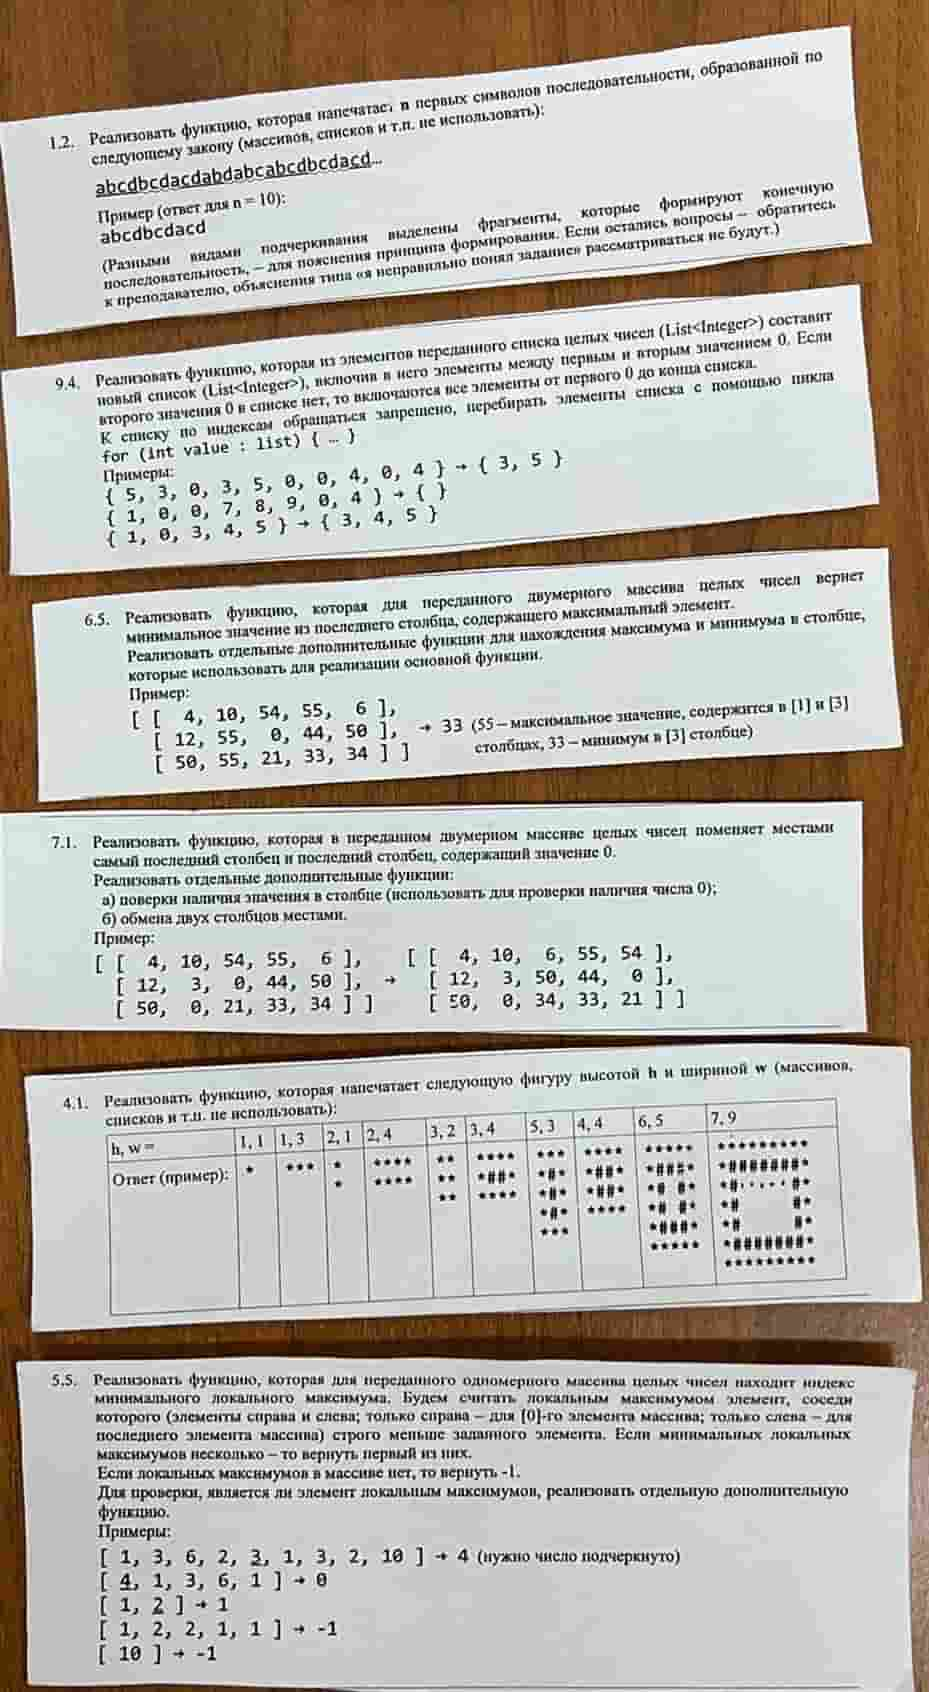 1.2. Реализовать функцию, которая напечатает n первых символов последовательности, образованной по
следующему закону (массивов, списков и т.п. не использовать):
abcdbcdacdabdabcabcdbcdacd…
Пример (ответ для n = 10):
abcdbcdacd
(Разными видами подчеркивания выделены фрагменты, которые формируют конечную
последовательность, – для пояснения принципа формирования. Если остались вопросы – обратитесь
к преподавателю, объяснения типа «я неправильно понял задание» рассматриваться не будут.)
9.4. Реализовать функцию, которая из элементов переданного списка целых чисел (List<Integer>) составит
новый список (List<Integer>), включив в него элементы между первым и вторым значением 0. Если
второго значения 0 в списке нет, то включаются все элементы от первого 0 до конца списка.
К списку по индексам обращаться запрещено, перебирать элементы списка с помощью цикла
for (int value : list) { … }
Примеры:
{ 5, 3, 0, 3, 5, 0, 0, 4, 0, 4 } → { 3, 5 }
{ 1, 0, 0, 7, 8, 9, 0, 4 } → { }
{ 1, 0, 3, 4, 5 } → { 3, 4, 5 }
6.5. Реализовать функцию, которая для переданного двумерного массива целых чисел вернет
минимальное значение из последнего столбца, содержащего максимальный элемент.
Реализовать отдельные дополнительные функции для нахождения максимума и минимума в столбце,
которые использовать для реализации основной функции.
Пример:
[ [ 4, 10, 54, 55, 6 ],
[ 12, 55, 0, 44, 50 ], → 33 (55 – максимальное значение, содержится в [1] и [3]
[ 50, 55, 21, 33, 34 ] ] столбцах, 33 – минимум в [3] столбце)
7.1. Реализовать функцию, которая в переданном двумерном массиве целых чисел поменяет местами
самый последний столбец и последний столбец, содержащий значение 0.
Реализовать отдельные дополнительные функции:
а) поверки наличия значения в столбце (использовать для проверки наличия числа 0);
б) обмена двух столбцов местами.
Пример:
[ [ 4, 10, 54, 55, 6 ], [ [ 4, 10, 6, 55, 54 ],
[ 12, 3, 0, 44, 50 ], → [ 12, 3, 50, 44, 0 ],
[ 50, 0, 21, 33, 34 ] ] [ 50, 0, 34, 33, 21 ] ]
4.1. Реализовать функцию, которая напечатает следующую фигуру высотой h и шириной w (массивов,
списков и т.п. не использовать):
h, w = 1, 1 1, 3 2, 1 2, 4 3, 2 3, 4 5, 3 4, 4 6, 5 7, 9
Ответ (пример): * *** * **** ** **** *** **** ***** *********
* **** ** *##* *#* *##* *###* *#######*
** **** *#* *##* *# #* *#     #*
*#* **** *# #* *#     #*
*** *###* *#     #*
***** *#######*
*********
5.5. Реализовать функцию, которая для переданного одномерного массива целых чисел находит индекс
минимального локального максимума. Будем считать локальным максимумом элемент, соседи
которого (элементы справа и слева; только справа – для [0]-го элемента массива; только слева – для
последнего элемента массива) строго меньше заданного элемента. Если минимальных локальных
максимумов несколько – то вернуть первый из них.
Если локальных максимумов в массиве нет, то вернуть -1.
Для проверки, является ли элемент локальным максимумов, реализовать отдельную дополнительную
функцию.
Примеры:
[ 1, 3, 6, 2, 3, 1, 3, 2, 10 ] → 4 (нужно число подчеркнуто)
[ 4, 1, 3, 6, 1 ] → 0
[ 1, 2 ] → 1
[ 1, 2, 2, 1, 1 ] → -1
[ 10 ] → -1